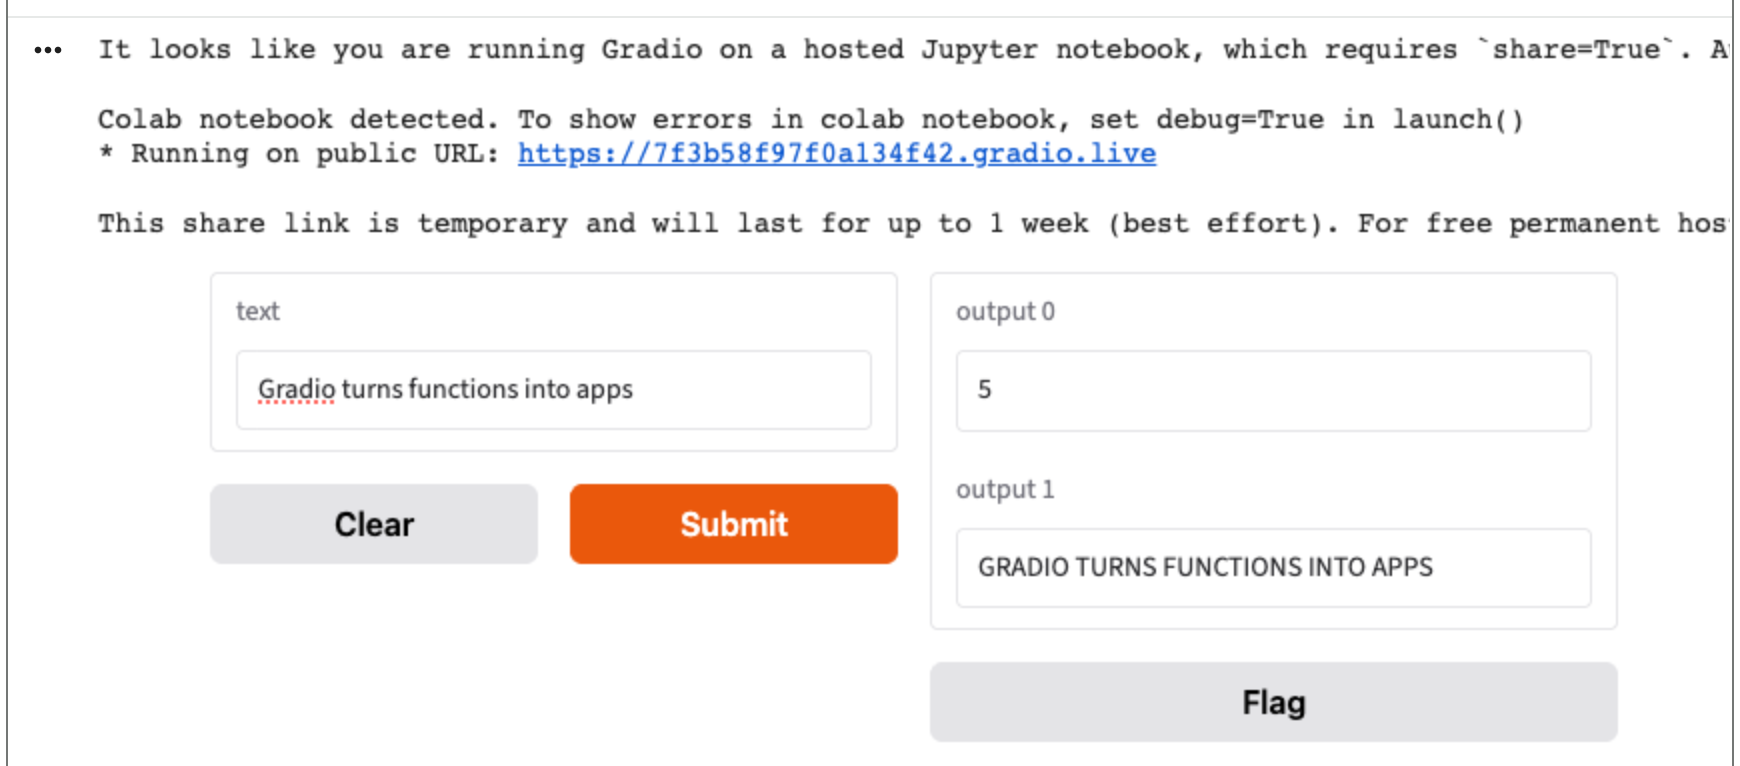 It looks like you are running Gradio on a hosted Jupyter notebook, which requires `share=True`.
Colab notebook detected. To show errors in colab notebook, set debug=True in launch()
* Running on public URL: https://7f3b58f97f0a134f42.gradio.live
This share link is temporary and will last for up to 1 week (best effort). For free permanent
text
Gradio turns functions into apps
Clear
Submit
output 0
5
output 1
GRADIO TURNS FUNCTIONS INTO APPS
Flag